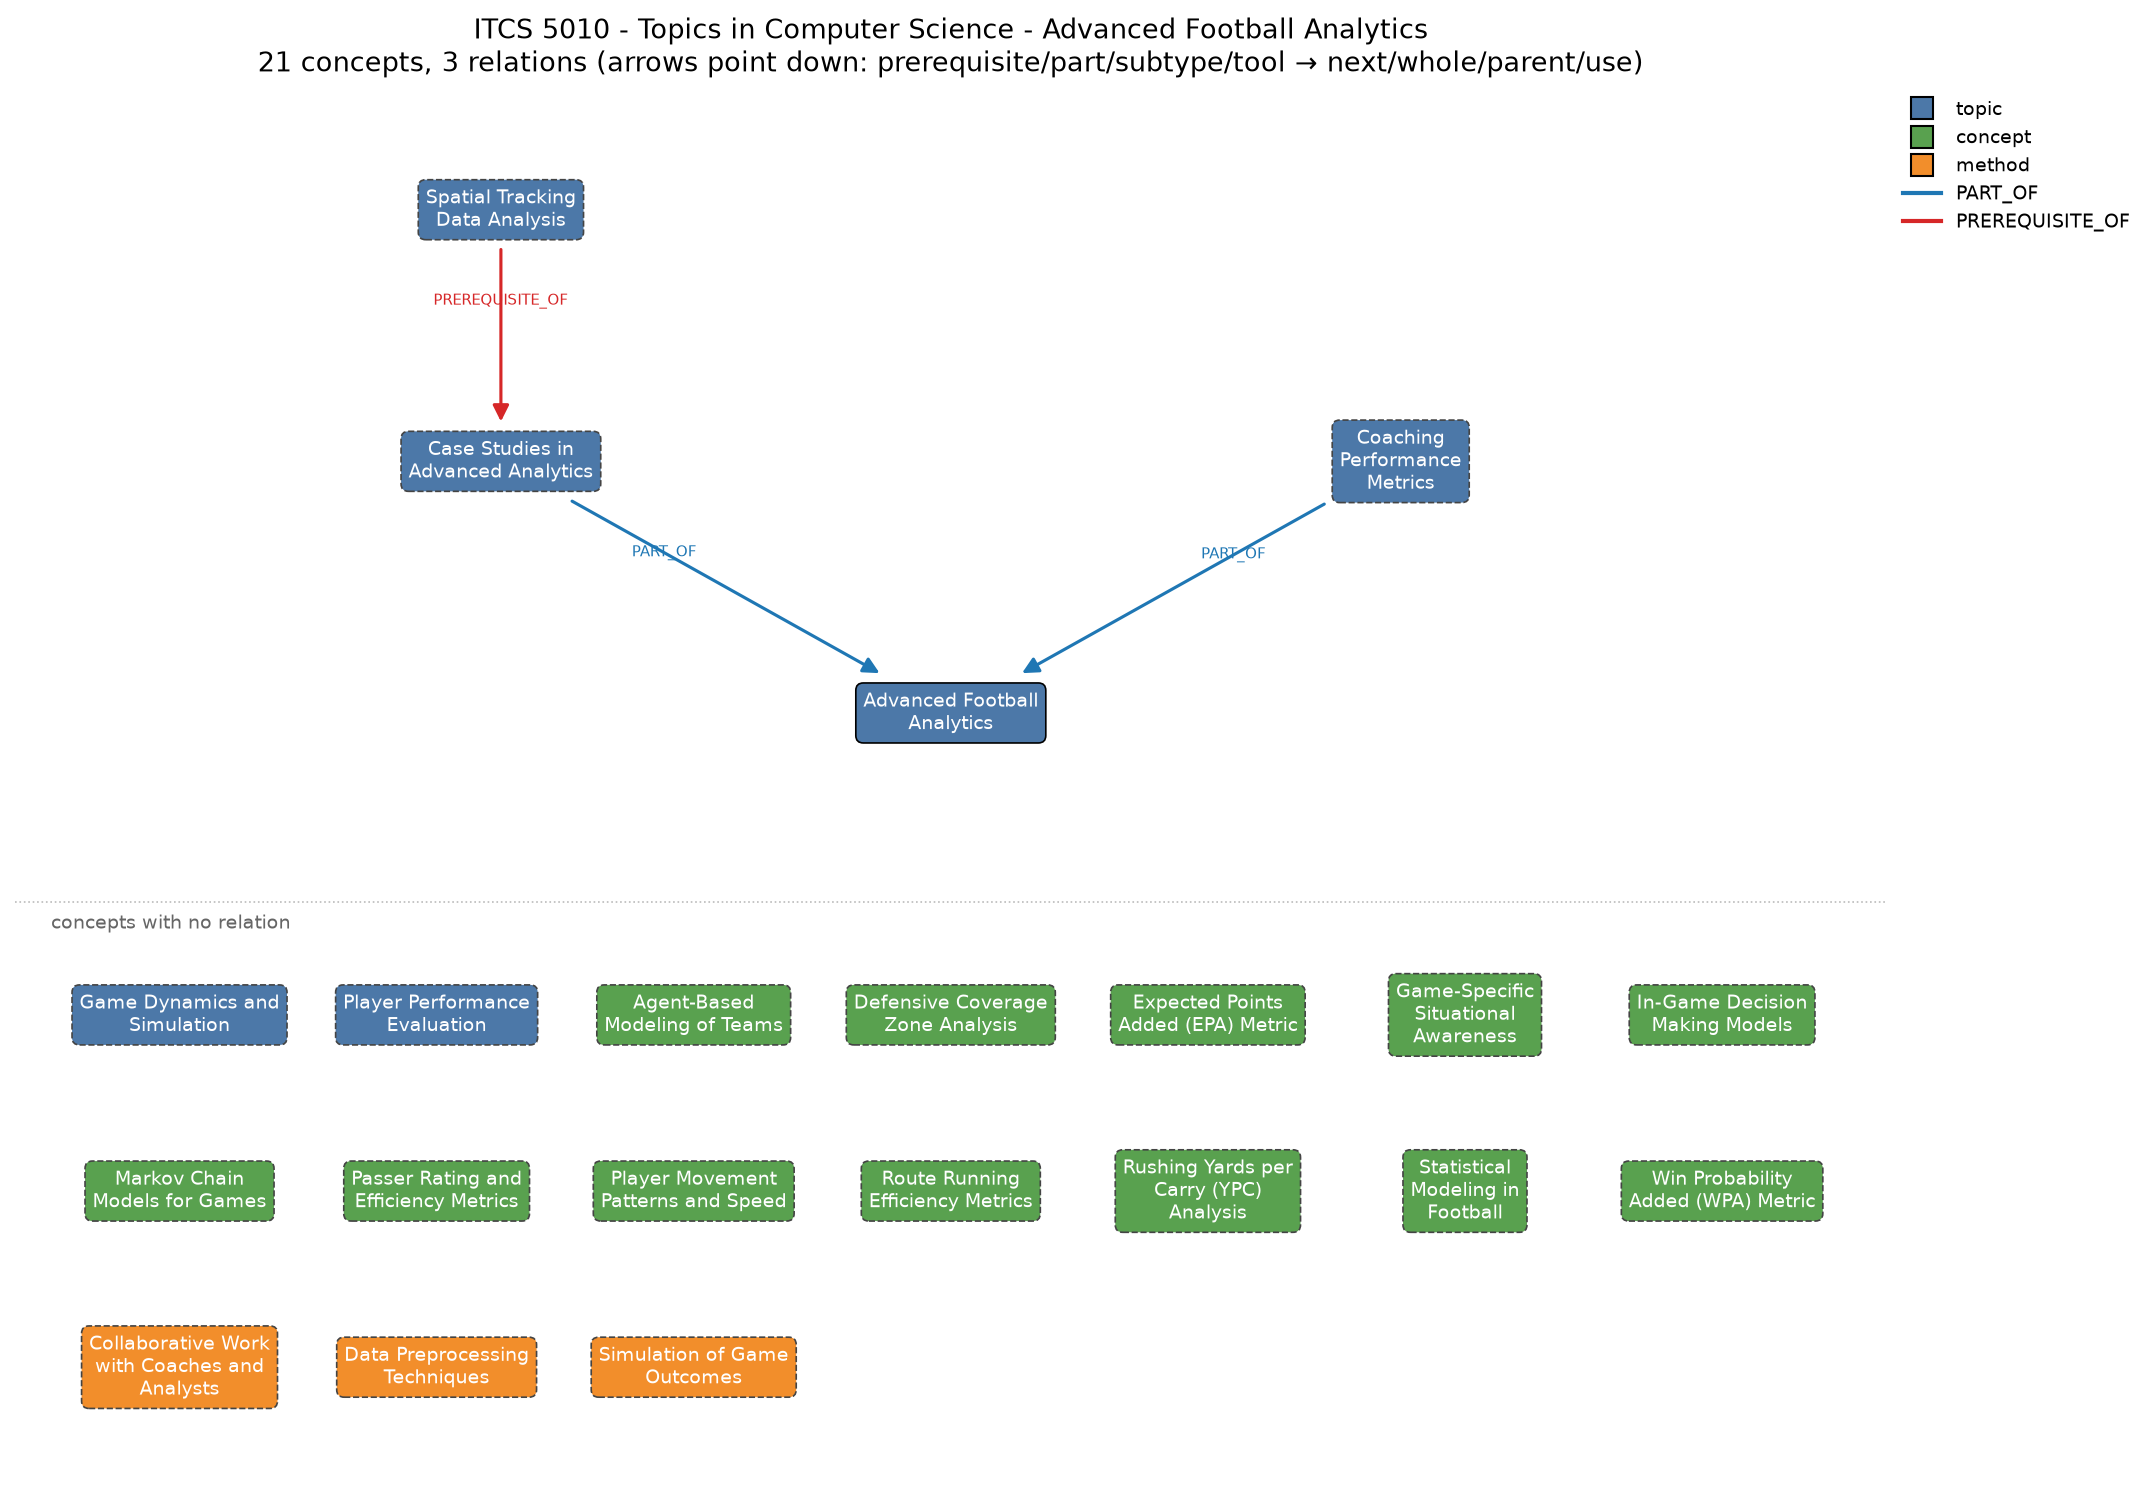 ITCS 5010 - Topics in Computer Science - Advanced Football Analytics
21 concepts, 3 relations (arrows point down: prerequisite/part/subtype/tool → next/whole/parent/use)
topic
concept
method
PART_OF
PREREQUISITE_OF
Spatial Tracking
Data Analysis
PREREQUISITE_OF
Case Studies in
Advanced Analytics
Coaching
Performance
Metrics
PART_OF
PART_OF
Advanced Football
Analytics
concepts with no relation
Game Dynamics and
Simulation
Player Performance
Evaluation
Agent-Based
Modeling of Teams
Defensive Coverage
Zone Analysis
Expected Points
Added (EPA) Metric
Game-Specific
Situational
Awareness
In-Game Decision
Making Models
Markov Chain
Models for Games
Passer Rating and
Efficiency Metrics
Player Movement
Patterns and Speed
Route Running
Efficiency Metrics
Rushing Yards per
Carry (YPC)
Analysis
Statistical
Modeling in
Football
Win Probability
Added (WPA) Metric
Collaborative Work
with Coaches and
Analysts
Data Preprocessing
Techniques
Simulation of Game
Outcomes